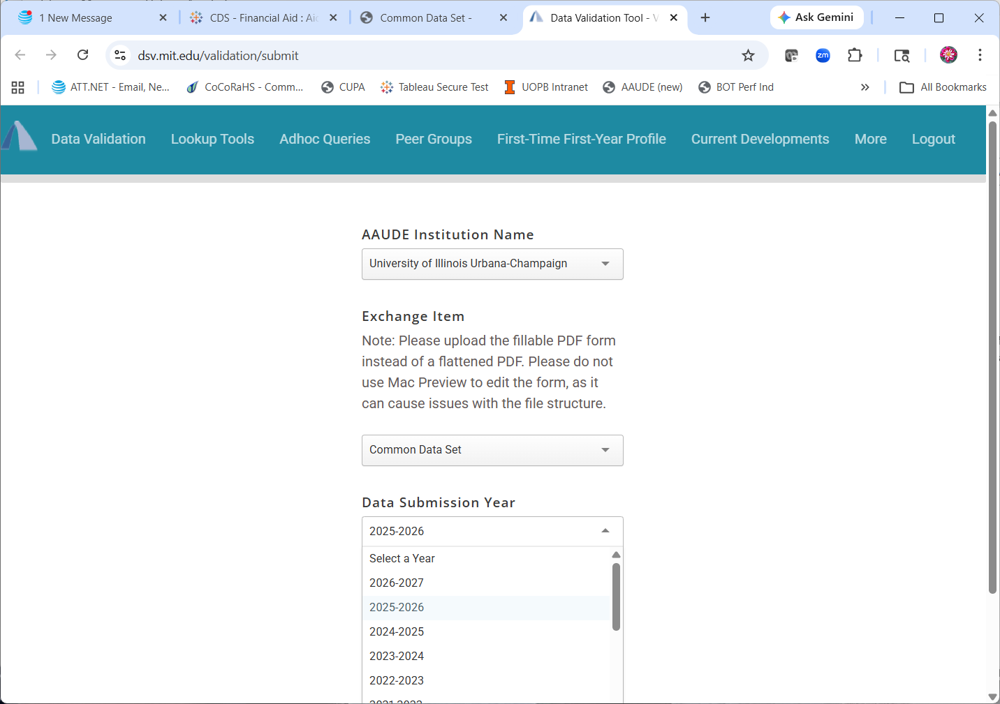 1 New Message
CDS - Financial Aid : Aid
Common Data Set -
Data Validation Tool - V
Ask Gemini
dsv.mit.edu/validation/submit
zm
ATT.NET - Email, Ne...
CoCoRaHS - Comm...
CUPA
Tableau Secure Test
UOPB Intranet
AAUDE (new)
BOT Perf Ind
All Bookmarks
Data Validation
Lookup Tools
Adhoc Queries
Peer Groups
First-Time First-Year Profile
Current Developments
More
Logout
AAUDE Institution Name
University of Illinois Urbana-Champaign
Exchange Item
Note: Please upload the fillable PDF form
instead of a flattened PDF. Please do not
use Mac Preview to edit the form, as it
can cause issues with the file structure.
Common Data Set
Data Submission Year
2025-2026
Select a Year
2026-2027
2025-2026
2024-2025
2023-2024
2022-2023
2021-2022